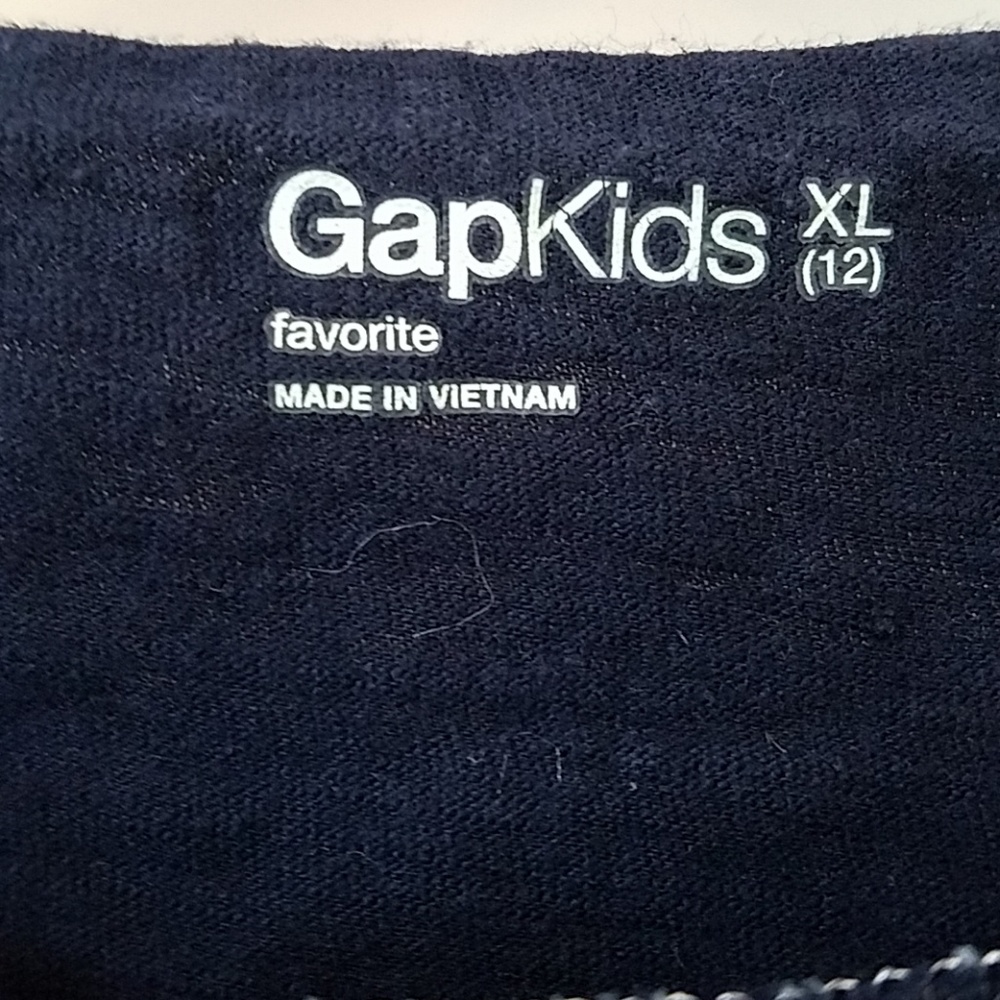 GapKids XL
(12)
favorite
MADE IN VIETNAM